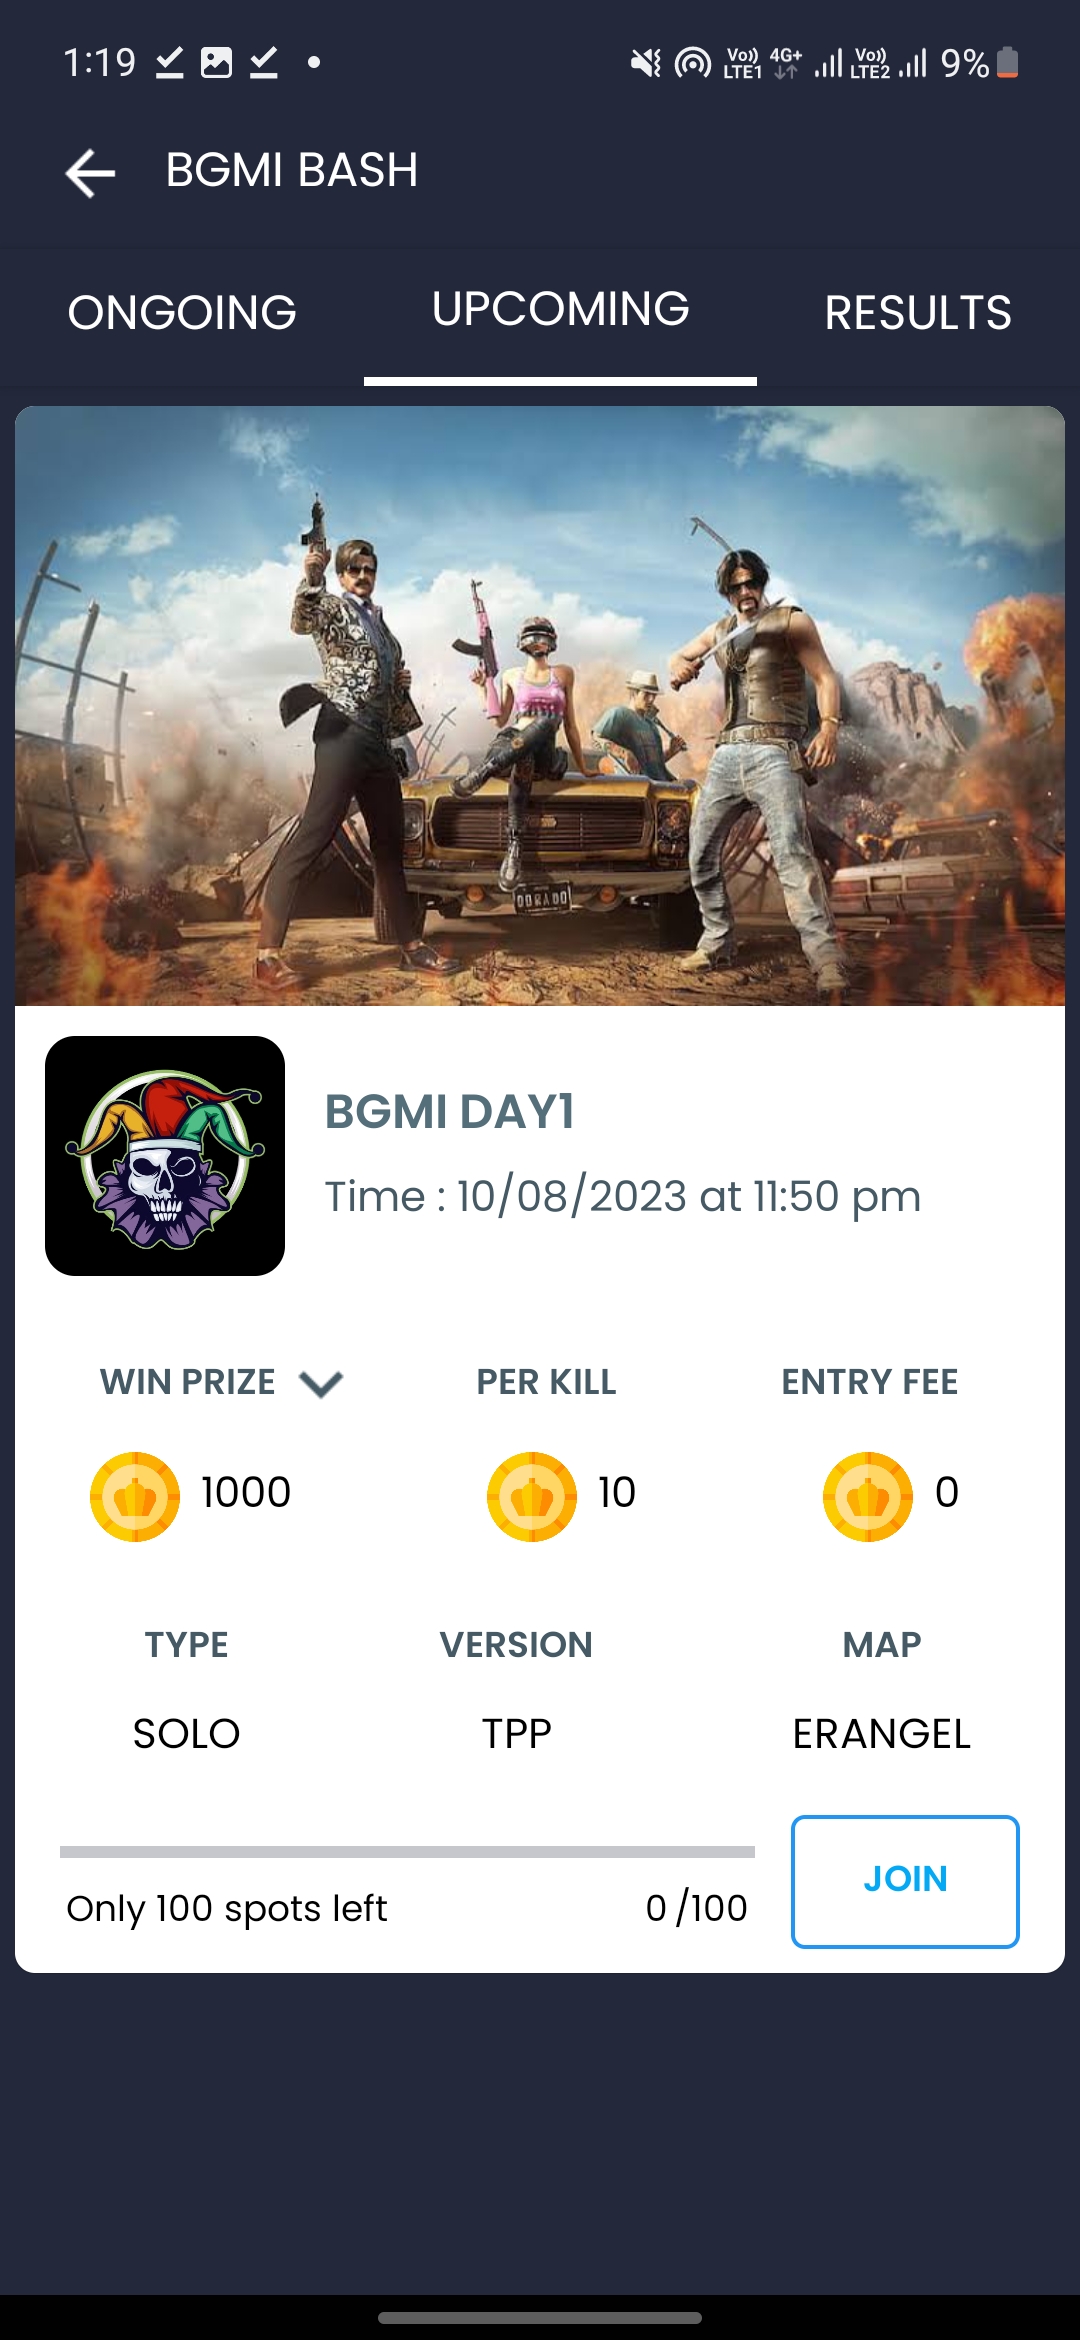 1:19 Vo)) LTE1 4G+ Vo)) LTE2 9%
BGMI BASH
ONGOING UPCOMING RESULTS
DORADO
BGMI DAY1
Time : 10/08/2023 at 11:50 pm
WIN PRIZE PER KILL ENTRY FEE
1000 10 0
TYPE VERSION MAP
SOLO TPP ERANGEL
Only 100 spots left 0 /100 JOIN